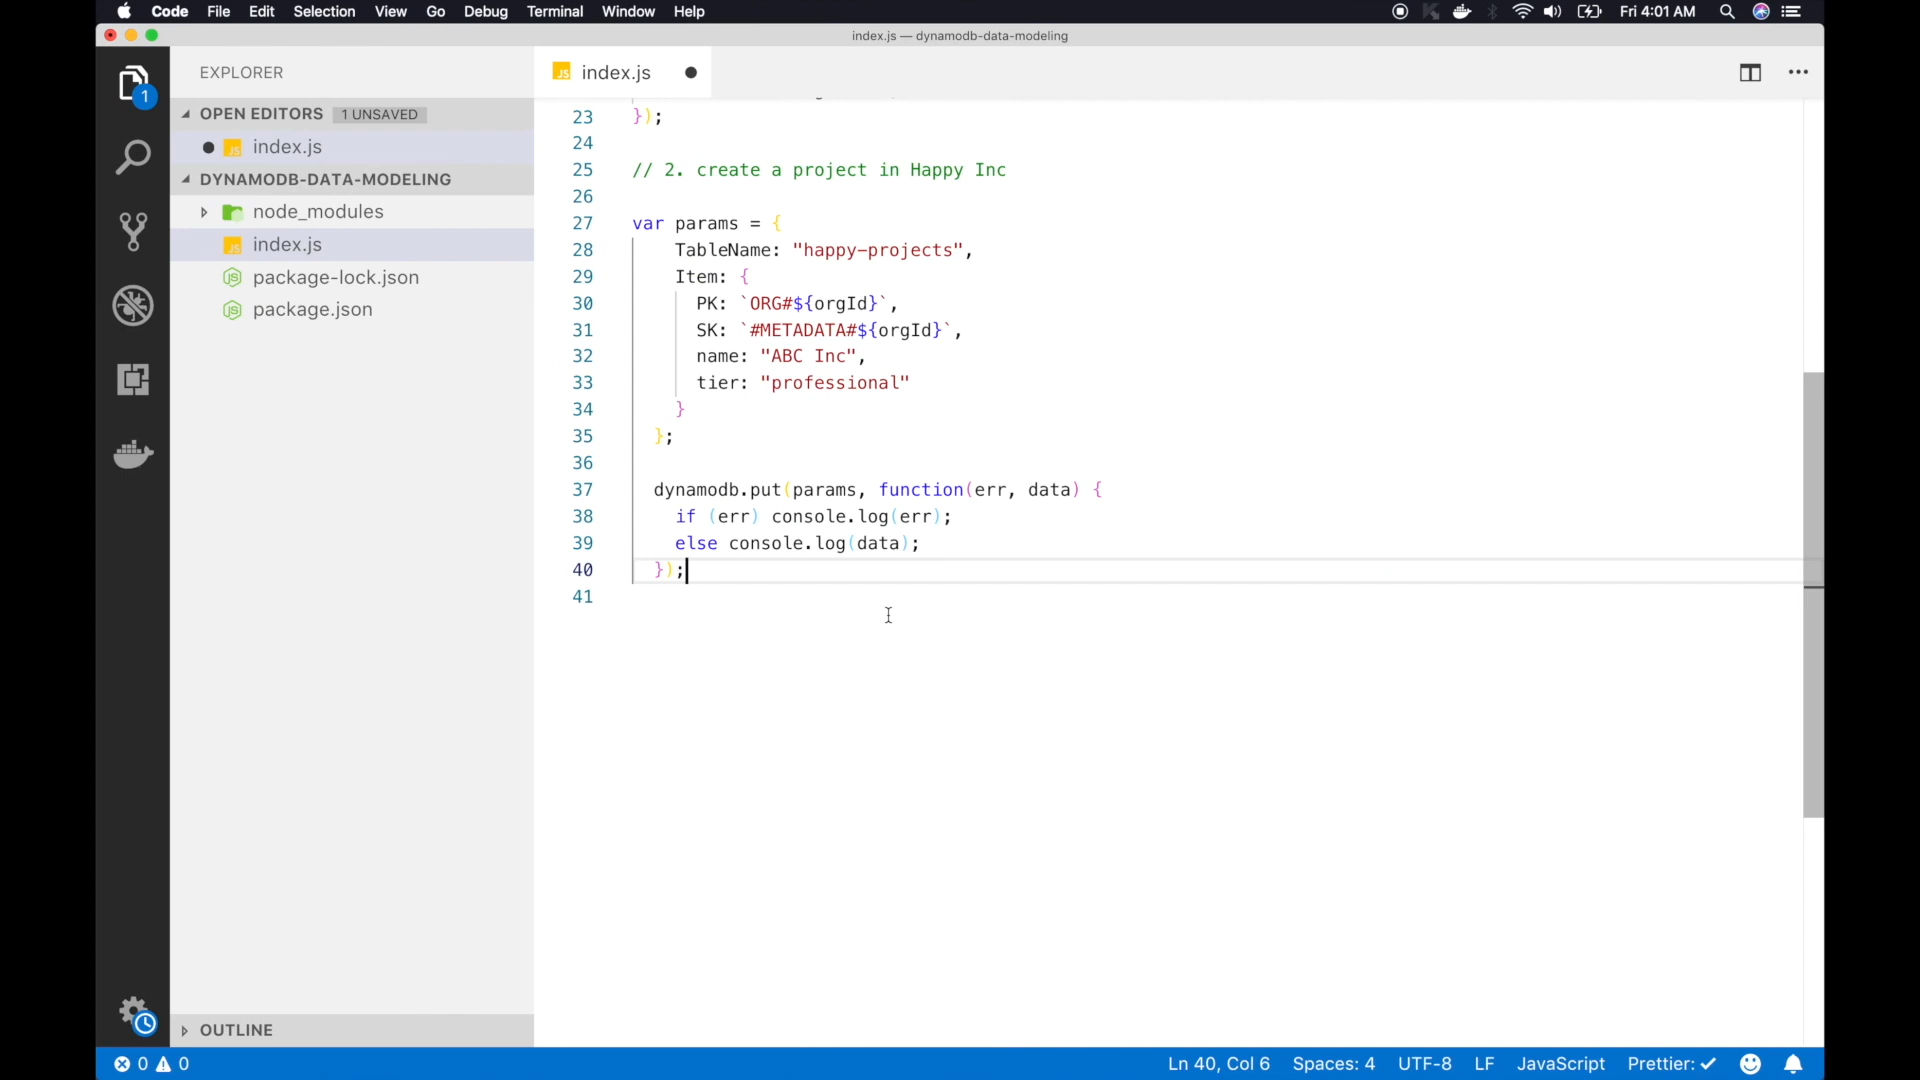 Code File Edit Selection View Go Debug Terminal Window Help Fri 4:01 AM
index.js — dynamodb-data-modeling
EXPLORER
1
OPEN EDITORS 1 UNSAVED
index.js
DYNAMODB-DATA-MODELING
node_modules
index.js
package-lock.json
package.json
OUTLINE
index.js
23 });
24
25 // 2. create a project in Happy Inc
26
27 var params = {
28 TableName: "happy-projects",
29 Item: {
30 PK: `ORG#${orgId}`,
31 SK: `#METADATA#${orgId}`,
32 name: "ABC Inc",
33 tier: "professional"
34 }
35 };
36
37 dynamodb.put(params, function(err, data) {
38 if (err) console.log(err);
39 else console.log(data);
40 });
41
0 0 Ln 40, Col 6 Spaces: 4 UTF-8 LF JavaScript Prettier: ✓